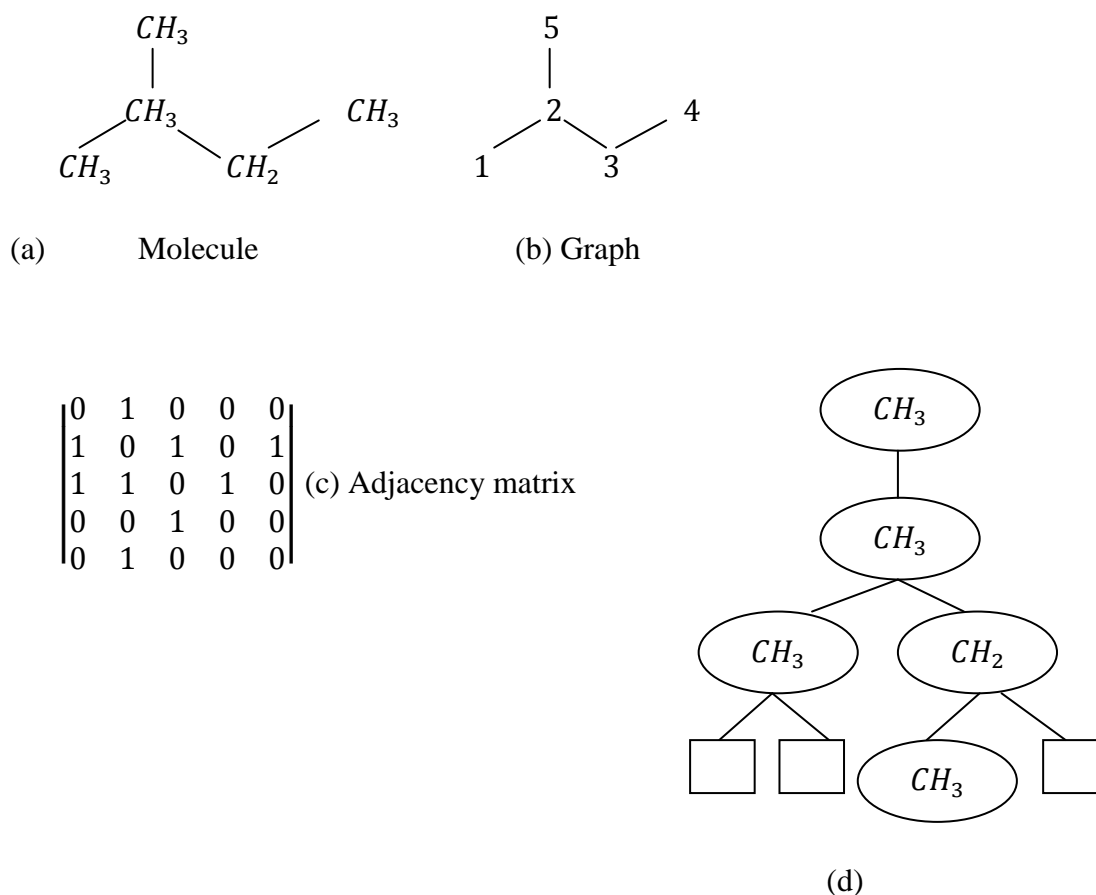 CH₃
CH₃
CH₃
CH₃
CH₂
(a) Molecule
5
2
4
1
3
(b) Graph
0 1 0 0 0
1 0 1 0 1
1 1 0 1 0
0 0 1 0 0
0 1 0 0 0
(c) Adjacency matrix
CH₃
CH₃
CH₃ CH₂
CH₃
(d)